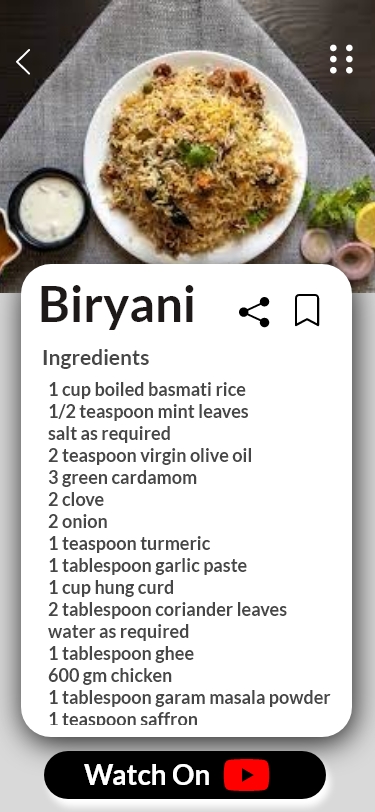 Biryani
Ingredients
1 cup boiled basmati rice
1/2 teaspoon mint leaves
salt as required
2 teaspoon virgin olive oil
3 green cardamom
2 clove
2 onion
1 teaspoon turmeric
1 tablespoon garlic paste
1 cup hung curd
2 tablespoon coriander leaves
water as required
1 tablespoon ghee
600 gm chicken
1 tablespoon garam masala powder
1 teaspoon saffron
Watch On